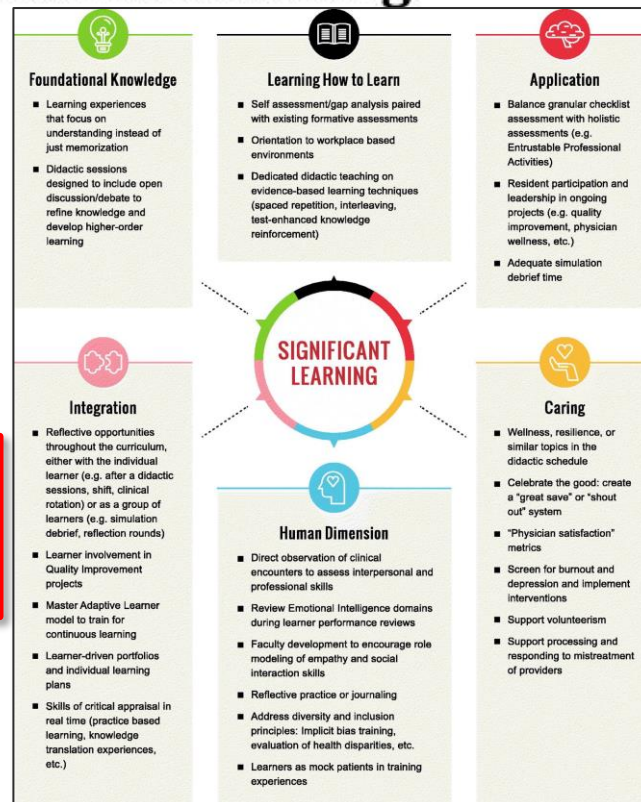 Foundational Knowledge
■ Learning experiences
that focus on
understanding instead of
just memorization
■ Didactic sessions
designed to include open
discussion/debate to
refine knowledge and
develop higher-order
learning
Learning How to Learn
■ Self assessment/gap analysis paired
with existing formative assessments
■ Orientation to workplace based
environments
■ Dedicated didactic teaching on
evidence-based learning techniques
(spaced repetition, interleaving,
test-enhanced knowledge
reinforcement)
Application
■ Balance granular checklist
assessment with holistic
assessments (e.g.
Entrustable Professional
Activities)
■ Resident participation and
leadership in ongoing
projects (e.g. quality
improvement, physician
wellness, etc.)
■ Adequate simulation
debrief time
SIGNIFICANT
LEARNING
Integration
■ Reflective opportunities
throughout the curriculum,
either with the individual
learner (e.g. after a didactic
sessions, shift, clinical
rotation) or as a group of
learners (e.g. simulation
debrief, reflection rounds)
■ Learner involvement in
Quality Improvement
projects
■ Master Adaptive Learner
model to train for
continuous learning
■ Learner-driven portfolios
and individual learning
plans
■ Skills of critical appraisal in
real time (practice based
learning, knowledge
translation experiences,
etc.)
Human Dimension
■ Direct observation of clinical
encounters to assess interpersonal and
professional skills
■ Review Emotional Intelligence domains
during learner performance reviews
■ Faculty development to encourage role
modeling of empathy and social
interaction skills
■ Reflective practice or journaling
■ Address diversity and inclusion
principles: Implicit bias training,
evaluation of health disparities, etc.
■ Learners as mock patients in training
experiences
Caring
■ Wellness, resilience, or
similar topics in the
didactic schedule
■ Celebrate the good: create
a “great save” or “shout
out” system
■ “Physician satisfaction”
metrics
■ Screen for burnout and
depression and implement
interventions
■ Support volunteerism
■ Support processing and
responding to mistreatment
of providers